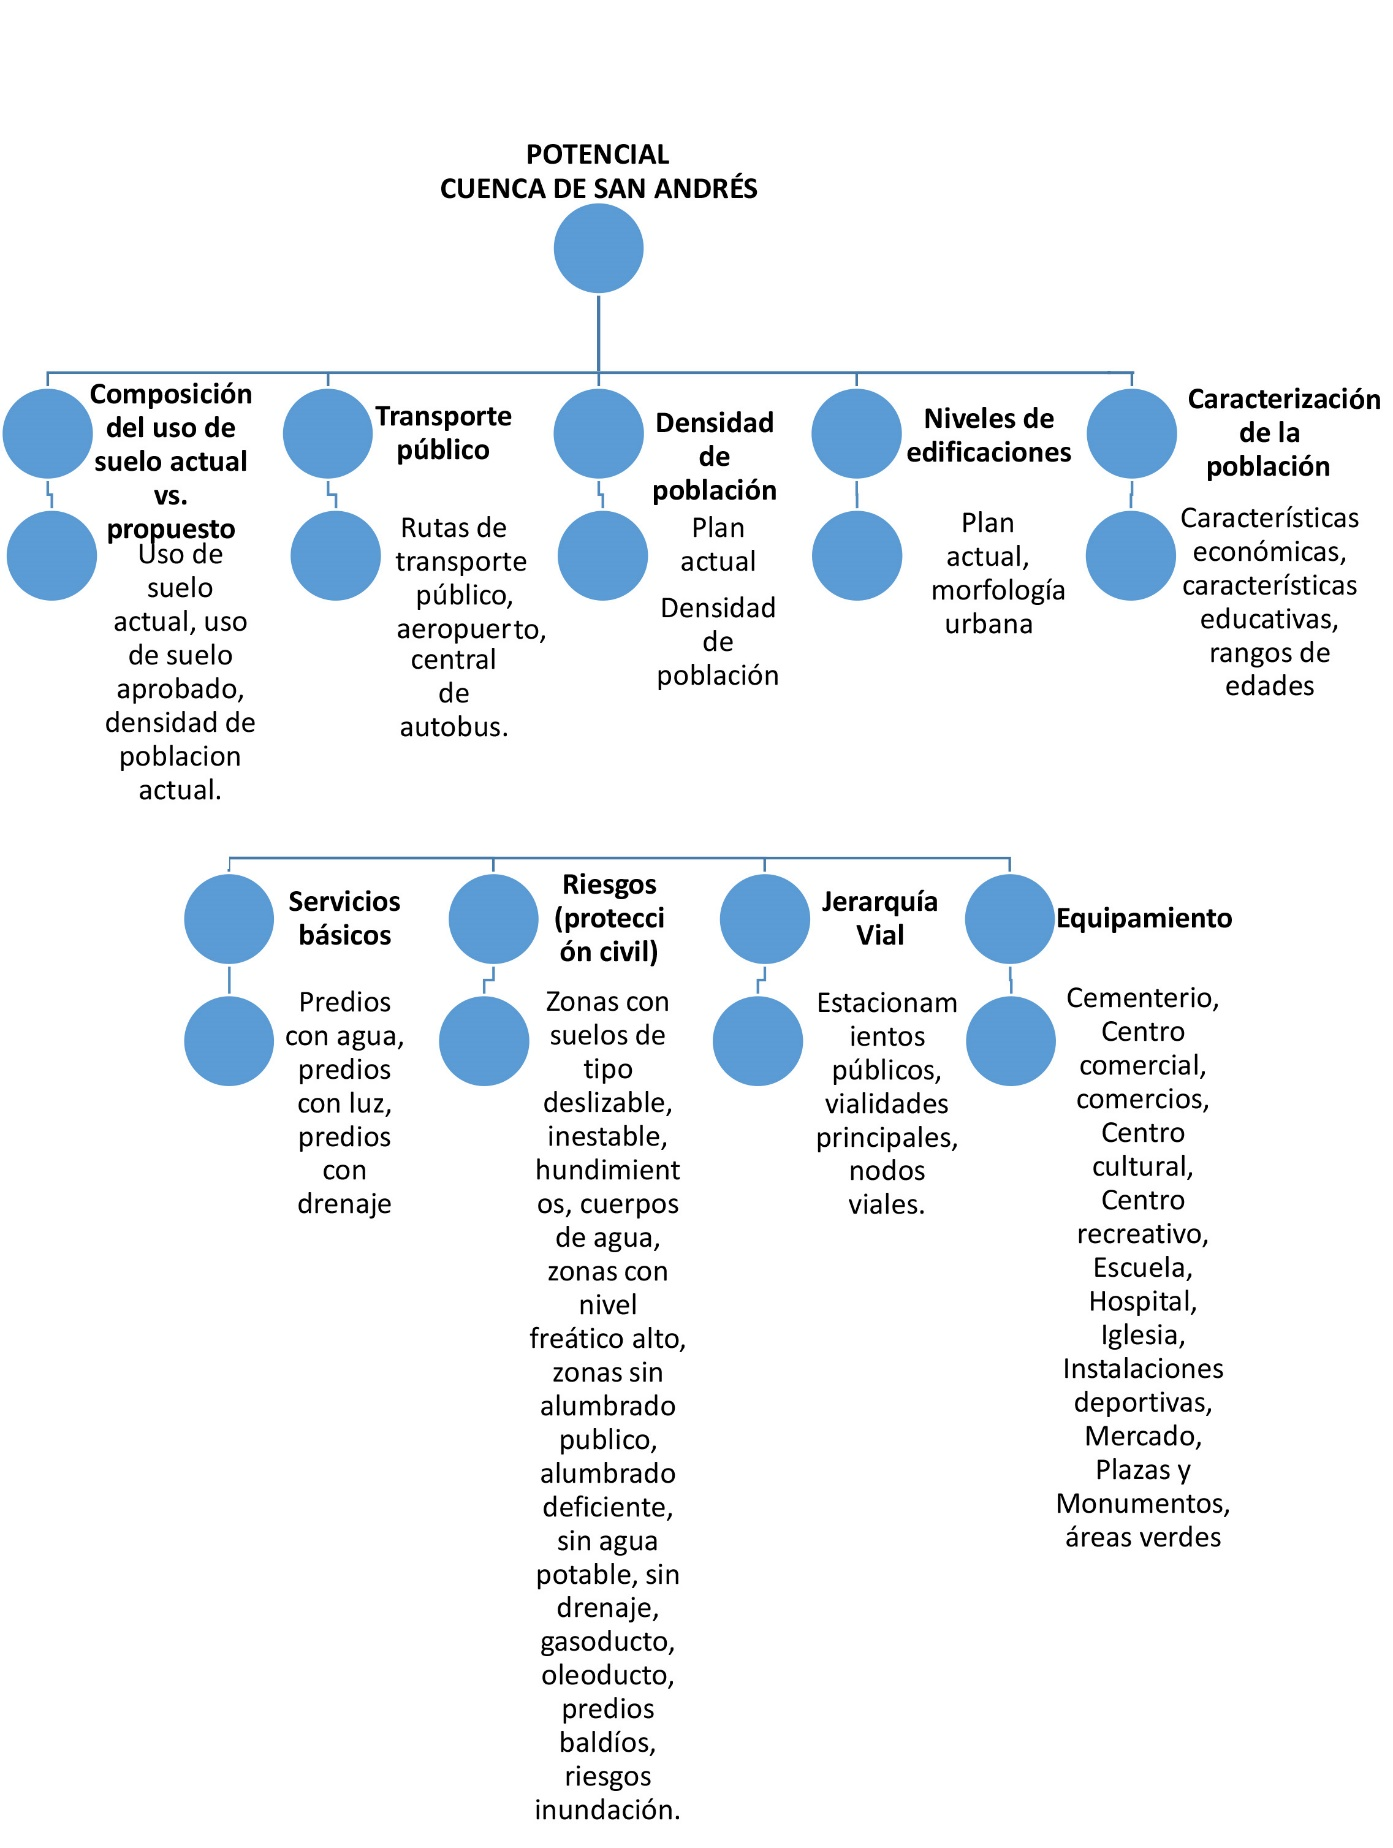 POTENCIAL
CUENCA DE SAN ANDRÉS
Composición
del uso de
suelo actual
vs.
propuesto
Uso de
suelo
actual, uso
de suelo
aprobado,
densidad de
poblacion
actual.
Transporte
público
Rutas de
transporte
público,
aeropuerto,
central
de
autobus.
Densidad
de
población
Plan
actual
Densidad
de
población
Niveles de
edificaciones
Plan
actual,
morfología
urbana
Caracterización
de la
población
Características
económicas,
características
educativas,
rangos de
edades
Servicios
básicos
Predios
con agua,
predios
con luz,
predios
con
drenaje
Riesgos
(protecci
ón civil)
Zonas con
suelos de
tipo
deslizable,
inestable,
hundimient
os, cuerpos
de agua,
zonas con
nivel
freático alto,
zonas sin
alumbrado
publico,
alumbrado
deficiente,
sin agua
potable, sin
drenaje,
gasoducto,
oleoducto,
predios
baldíos,
riesgos
inundación.
Jerarquía
Vial
Estacionam
ientos
públicos,
vialidades
principales,
nodos
viales.
Equipamiento
Cementerio,
Centro
comercial,
comercios,
Centro
cultural,
Centro
recreativo,
Escuela,
Hospital,
Iglesia,
Instalaciones
deportivas,
Mercado,
Plazas y
Monumentos,
áreas verdes